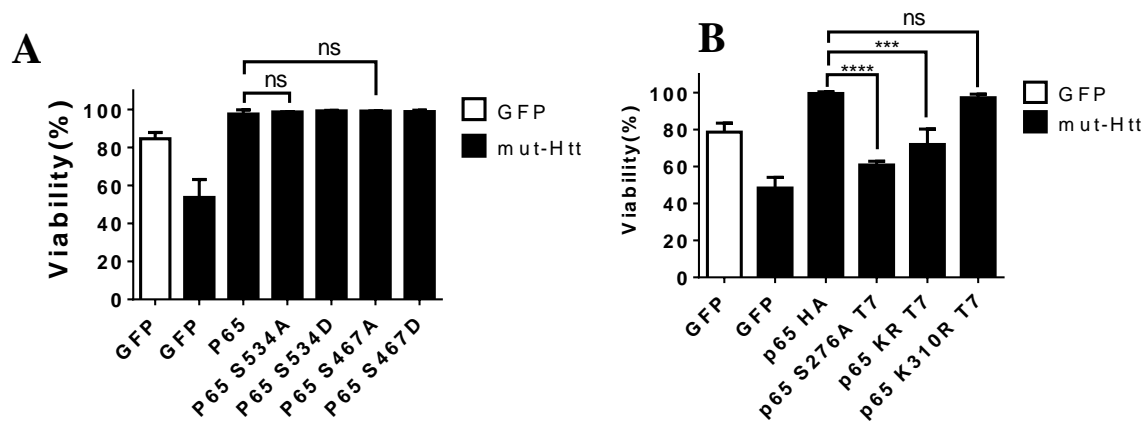 A
ns
ns
Viability(%)
100
80
60
40
20
0
GFP
GFP
P65
P65 S534A
P65 S534D
P65 S467A
P65 S467D
GFP
mut-Htt
B
ns
***
****
Viability(%)
100
80
60
40
20
0
GFP
GFP
p65 HA
p65 S276A T7
p65 KR T7
p65 K310R T7
GFP
mut-Htt